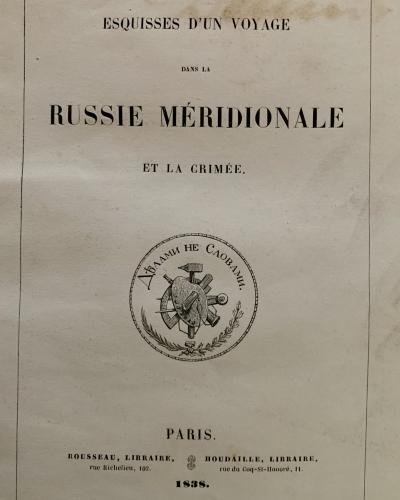 ESQUISSES D'UN VOYAGE
DANS LA
RUSSIE MÉRIDIONALE
ET LA CRIMÉE.
Дѣлами не Словами.
PARIS.
ROUSSEAU, LIBRAIRE,
rue Richelieu, 102.
HOUDAILLE, LIBRAIRE,
rue du Coq-St-Honoré, 11.
1838.